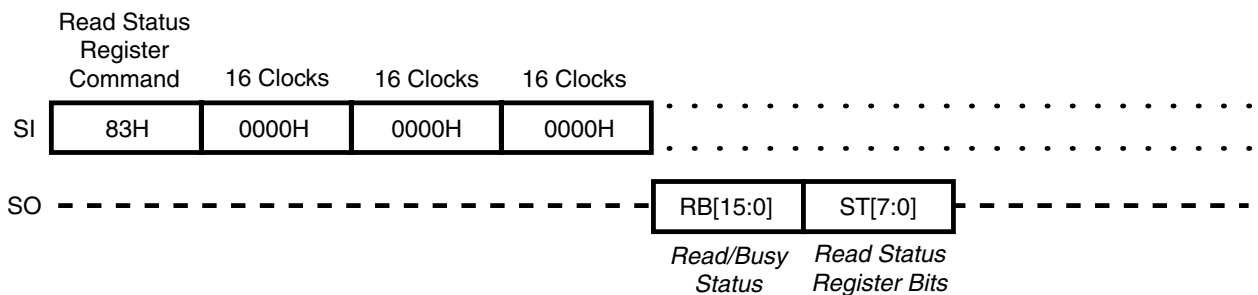 Read Status
Register
Command
16 Clocks 16 Clocks 16 Clocks
SI 83H 0000H 0000H 0000H
SO RB[15:0] ST[7:0]
Read/Busy Read Status
Status Register Bits